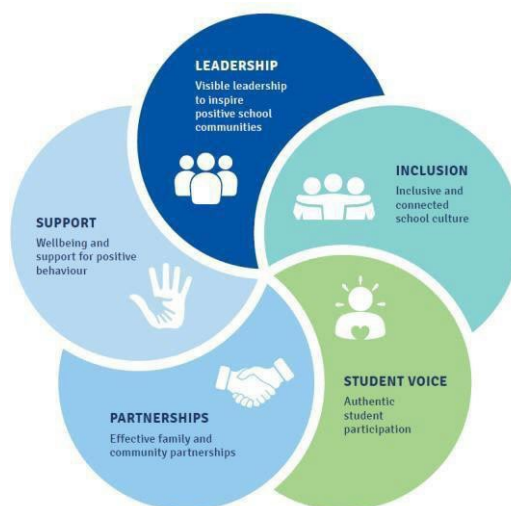 LEADERSHIP
Visible leadership
to inspire
positive school
communities
INCLUSION
Inclusive and
connected
school culture
STUDENT VOICE
Authentic
student
participation
PARTNERSHIPS
Effective family and
community partnerships
SUPPORT
Wellbeing and
support for positive
behaviour